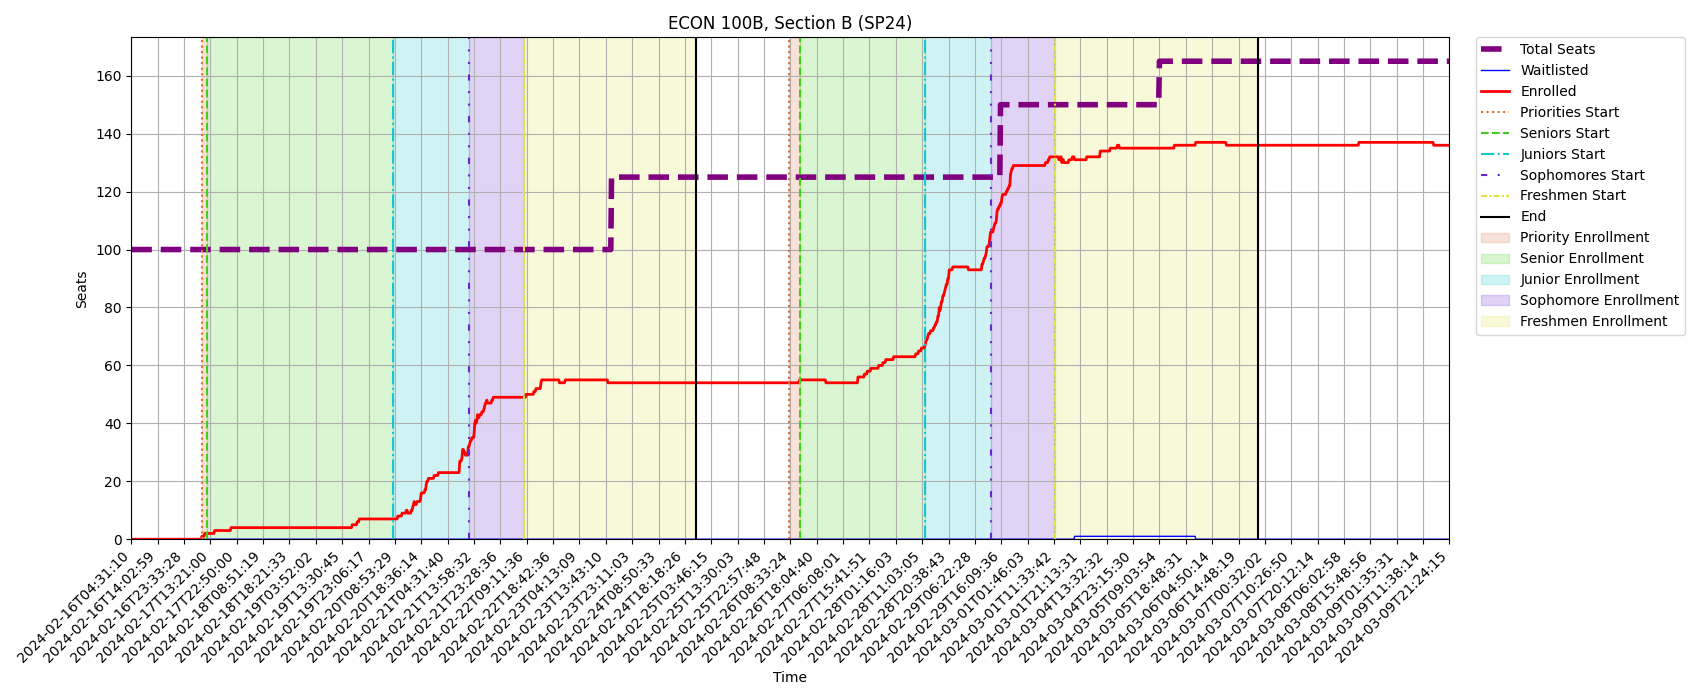 ECON 100B, Section B (SP24)
Total Seats
Waitlisted
Enrolled
Priorities Start
Seniors Start
Juniors Start
Sophomores Start
Freshmen Start
End
Priority Enrollment
Senior Enrollment
Junior Enrollment
Sophomore Enrollment
Freshmen Enrollment
Seats
160
140
120
100
80
60
40
20
0
2024-02-16T04:31:10
2024-02-16T14:02:59
2024-02-16T23:33:28
2024-02-17T13:21:00
2024-02-17T22:50:00
2024-02-18T08:51:19
2024-02-18T18:21:33
2024-02-19T03:52:02
2024-02-19T13:30:45
2024-02-19T23:06:17
2024-02-20T08:53:29
2024-02-20T18:36:14
2024-02-21T04:31:40
2024-02-21T13:58:32
2024-02-21T23:28:36
2024-02-22T09:11:36
2024-02-22T18:42:36
2024-02-23T04:13:09
2024-02-23T13:43:10
2024-02-23T23:11:03
2024-02-24T08:50:33
2024-02-24T18:18:26
2024-02-25T03:46:15
2024-02-25T13:30:03
2024-02-25T22:57:48
2024-02-26T08:33:24
2024-02-26T18:04:40
2024-02-27T06:08:01
2024-02-27T15:41:51
2024-02-28T01:16:03
2024-02-28T11:03:05
2024-02-28T20:38:43
2024-02-29T06:22:28
2024-02-29T16:09:36
2024-03-01T01:46:03
2024-03-01T11:33:42
2024-03-01T21:13:31
2024-03-04T13:32:32
2024-03-04T23:15:30
2024-03-05T09:03:54
2024-03-05T18:48:31
2024-03-06T04:50:14
2024-03-06T14:48:19
2024-03-07T00:32:02
2024-03-07T10:26:50
2024-03-07T20:12:14
2024-03-08T06:02:58
2024-03-08T15:48:56
2024-03-09T01:35:31
2024-03-09T11:38:14
2024-03-09T21:24:15
Time